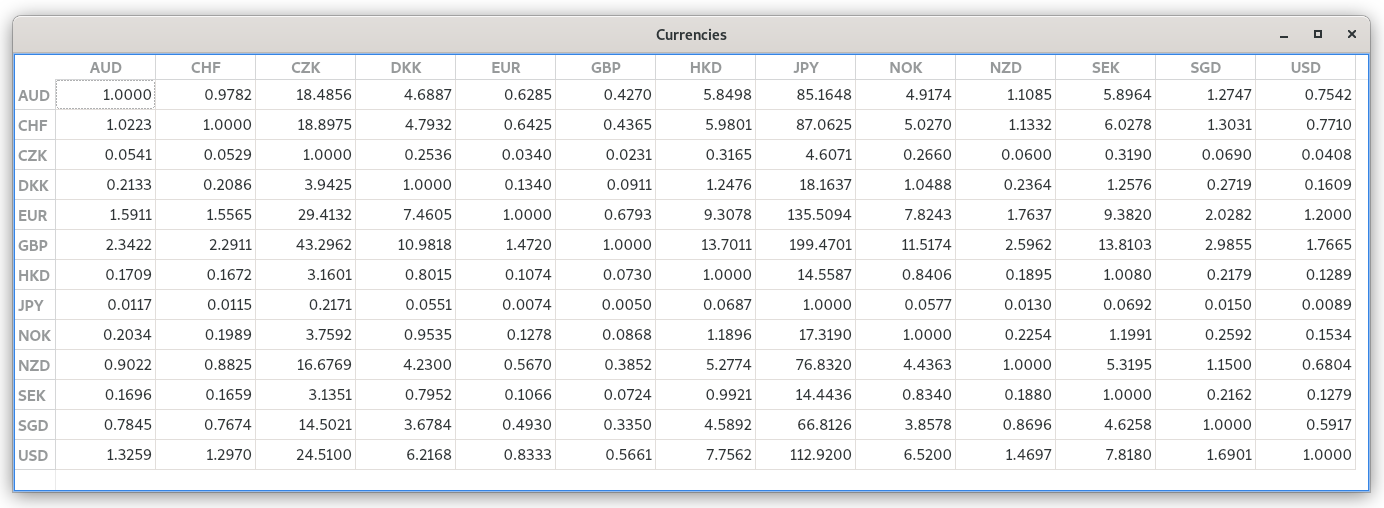 Currencies
AUD CHF CZK DKK EUR GBP HKD JPY NOK NZD SEK SGD USD
AUD 1.0000 0.9782 18.4856 4.6887 0.6285 0.4270 5.8498 85.1648 4.9174 1.1085 5.8964 1.2747 0.7542
CHF 1.0223 1.0000 18.8975 4.7932 0.6425 0.4365 5.9801 87.0625 5.0270 1.1332 6.0278 1.3031 0.7710
CZK 0.0541 0.0529 1.0000 0.2536 0.0340 0.0231 0.3165 4.6071 0.2660 0.0600 0.3190 0.0690 0.0408
DKK 0.2133 0.2086 3.9425 1.0000 0.1340 0.0911 1.2476 18.1637 1.0488 0.2364 1.2576 0.2719 0.1609
EUR 1.5911 1.5565 29.4132 7.4605 1.0000 0.6793 9.3078 135.5094 7.8243 1.7637 9.3820 2.0282 1.2000
GBP 2.3422 2.2911 43.2962 10.9818 1.4720 1.0000 13.7011 199.4701 11.5174 2.5962 13.8103 2.9855 1.7665
HKD 0.1709 0.1672 3.1601 0.8015 0.1074 0.0730 1.0000 14.5587 0.8406 0.1895 1.0080 0.2179 0.1289
JPY 0.0117 0.0115 0.2171 0.0551 0.0074 0.0050 0.0687 1.0000 0.0577 0.0130 0.0692 0.0150 0.0089
NOK 0.2034 0.1989 3.7592 0.9535 0.1278 0.0868 1.1896 17.3190 1.0000 0.2254 1.1991 0.2592 0.1534
NZD 0.9022 0.8825 16.6769 4.2300 0.5670 0.3852 5.2774 76.8320 4.4363 1.0000 5.3195 1.1500 0.6804
SEK 0.1696 0.1659 3.1351 0.7952 0.1066 0.0724 0.9921 14.4436 0.8340 0.1880 1.0000 0.2162 0.1279
SGD 0.7845 0.7674 14.5021 3.6784 0.4930 0.3350 4.5892 66.8126 3.8578 0.8696 4.6258 1.0000 0.5917
USD 1.3259 1.2970 24.5100 6.2168 0.8333 0.5661 7.7562 112.9200 6.5200 1.4697 7.8180 1.6901 1.0000